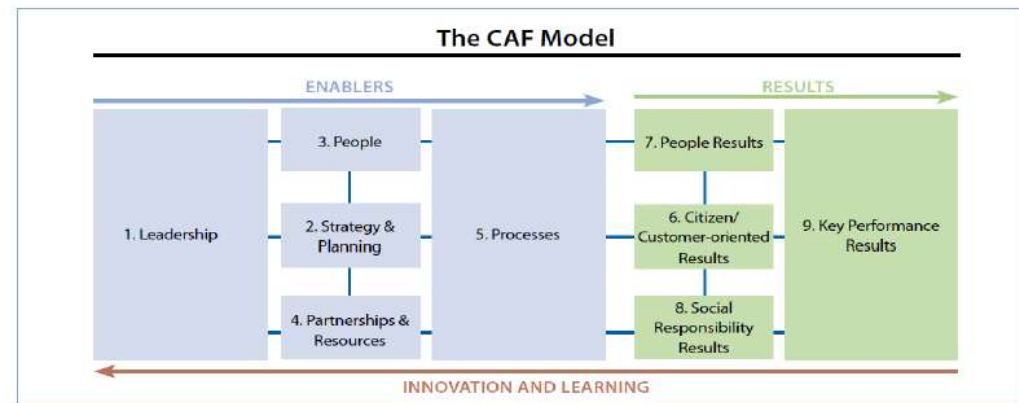 The CAF Model
ENABLERS
RESULTS
1. Leadership
3. People
2. Strategy &
Planning
4. Partnerships &
Resources
5. Processes
7. People Results
6. Citizen/
Customer-oriented
Results
8. Social
Responsibility
Results
9. Key Performance
Results
INNOVATION AND LEARNING